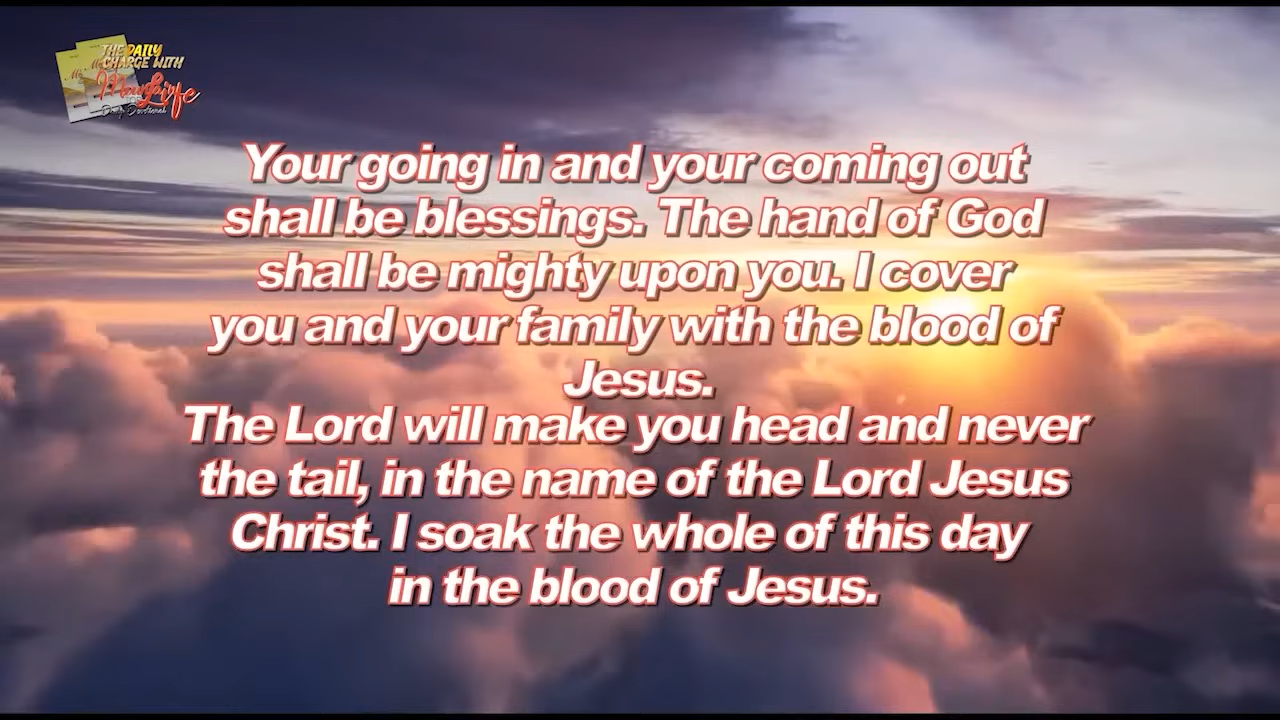 THE DAILY
CHARGE WITH
Your going in and your coming out
shall be blessings. The hand of God
shall be mighty upon you. I cover
you and your family with the blood of
Jesus.
The Lord will make you head and never
the tail, in the name of the Lord Jesus
Christ. I soak the whole of this day
in the blood of Jesus.